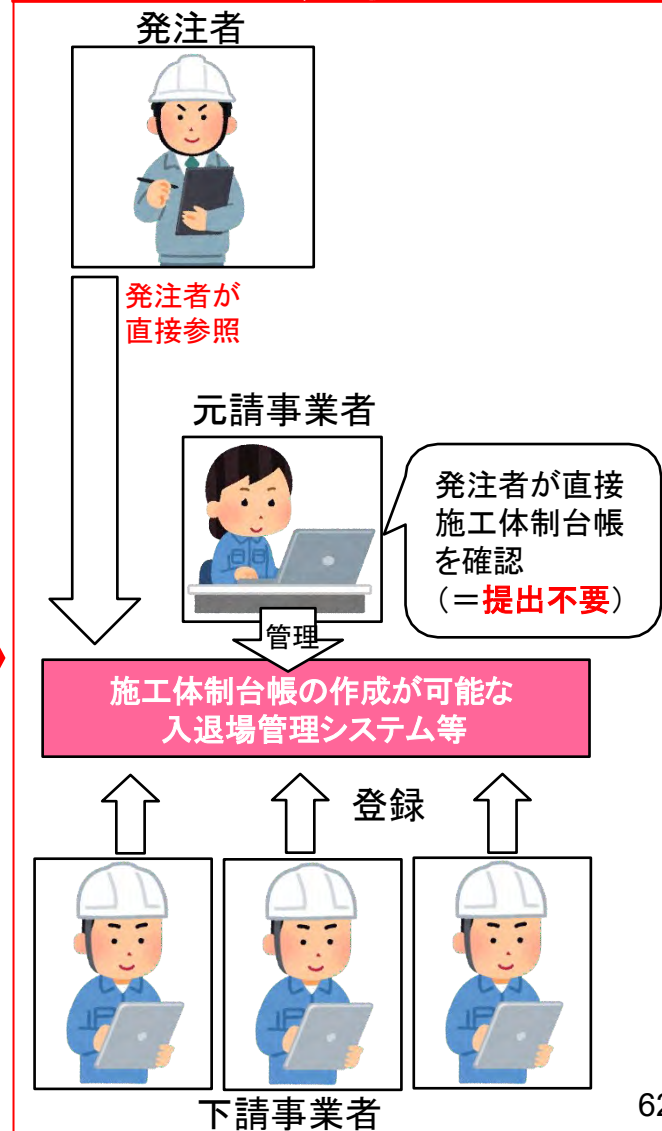 発注者
発注者が
直接参照
元請事業者
発注者が直接
施工体制台帳
を確認
(＝提出不要)
管理
施工体制台帳の作成が可能な
入退場管理システム等
登録
下請事業者
62